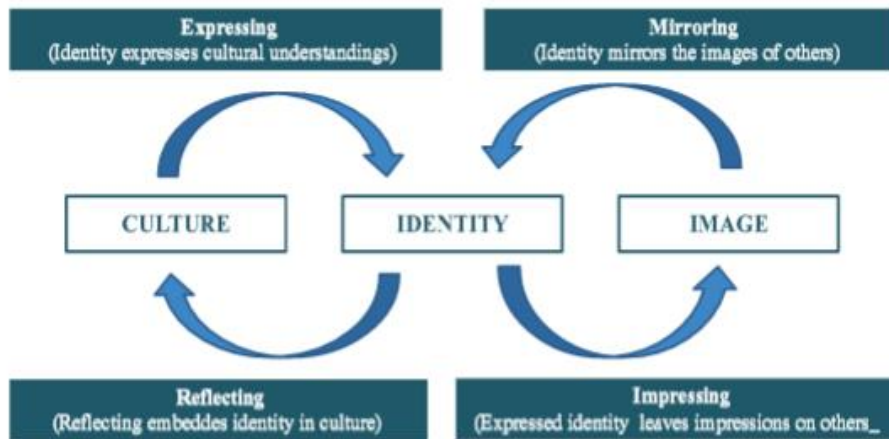 Expressing
(Identity expresses cultural understandings)
Mirroring
(Identity mirrors the images of others)
CULTURE
IDENTITY
IMAGE
Reflecting
(Reflecting embeddes identity in culture)
Impressing
(Expressed identity leaves impressions on others_